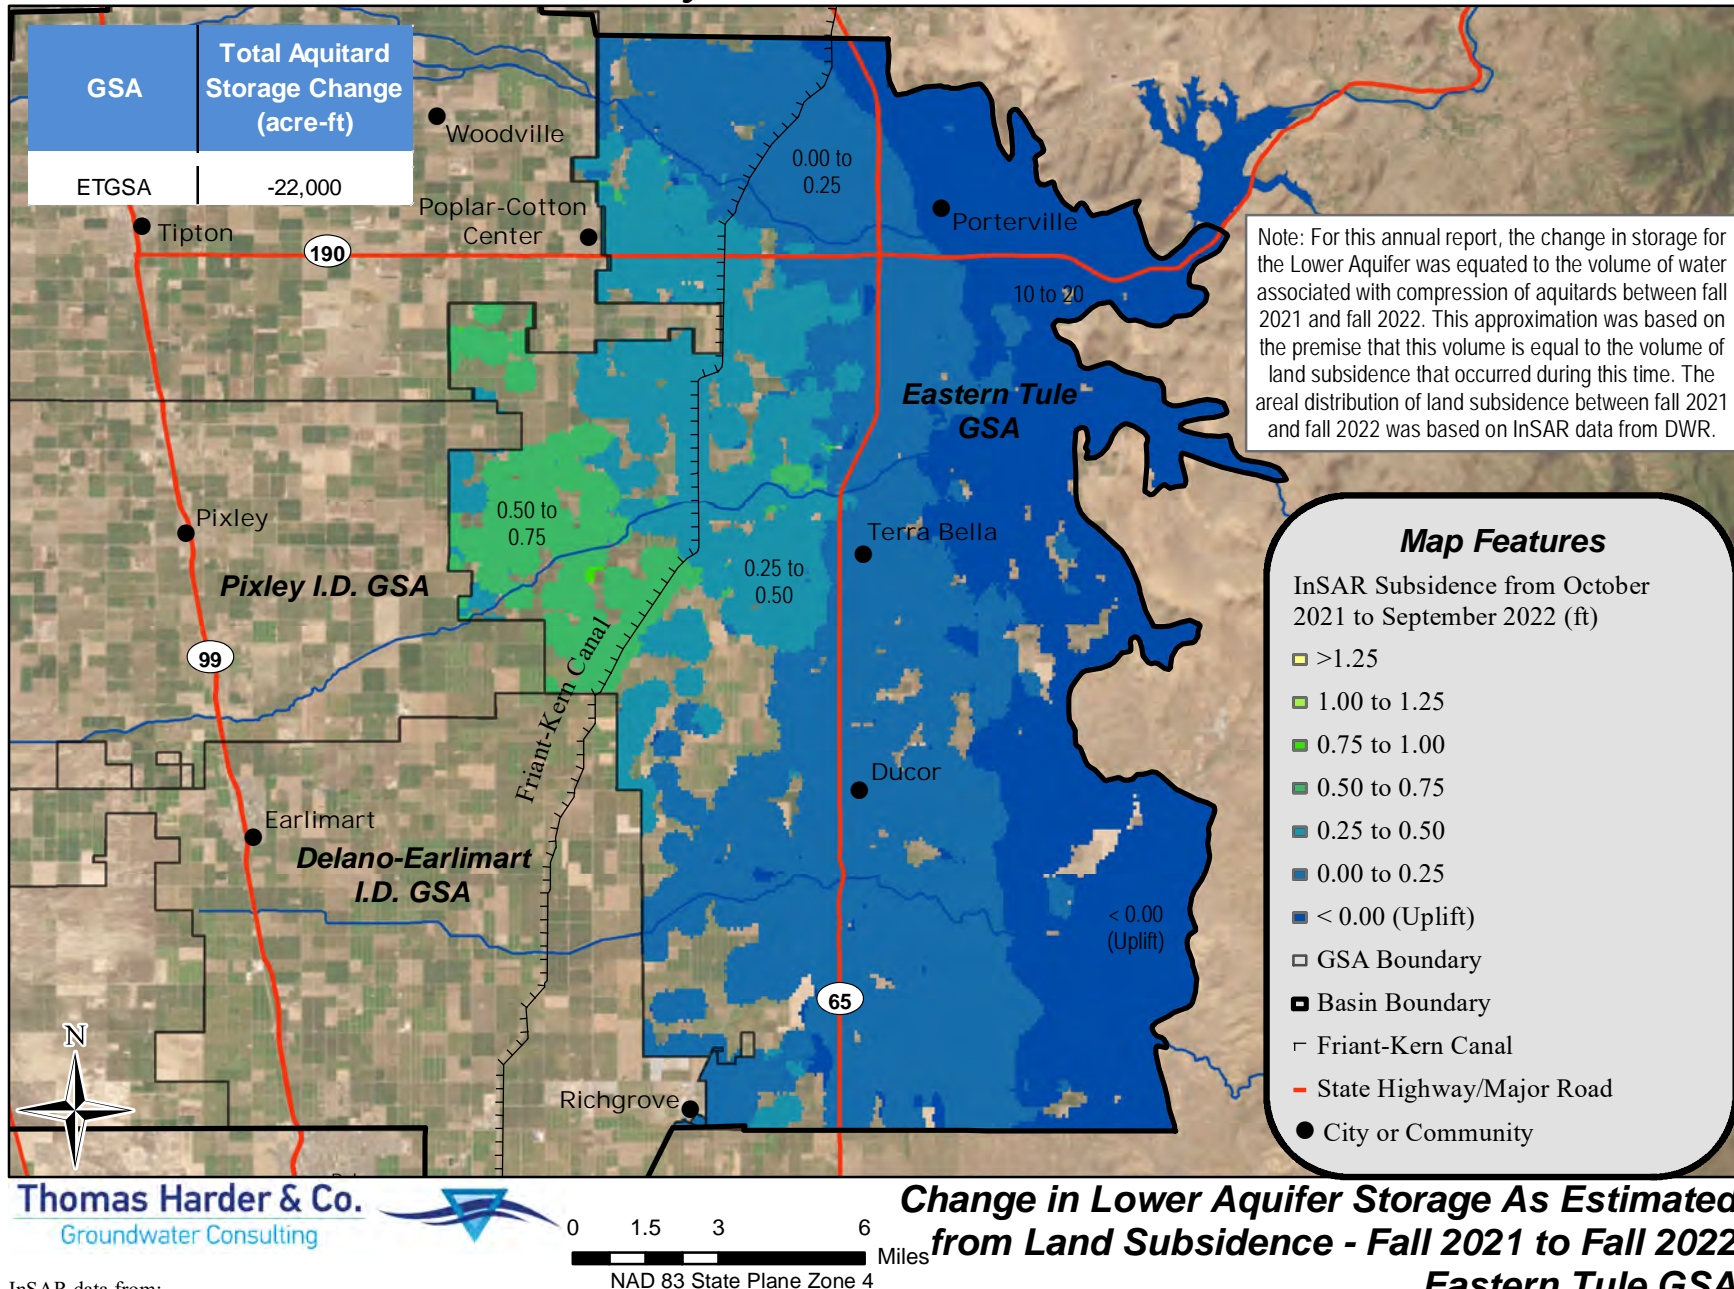 GSA
Total Aquitard
Storage Change
(acre-ft)
ETGSA
-22,000
Woodville
Tipton
Poplar-Cotton
Center
190
0.00 to
0.25
Porterville
10 to 20
Note: For this annual report, the change in storage for
the Lower Aquifer was equated to the volume of water
associated with compression of aquitards between fall
2021 and fall 2022. This approximation was based on
the premise that this volume is equal to the volume of
land subsidence that occurred during this time. The
areal distribution of land subsidence between fall 2021
and fall 2022 was based on InSAR data from DWR.
Eastern Tule
GSA
Pixley
0.50 to
0.75
Terra Bella
0.25 to
0.50
Pixley I.D. GSA
99
Friant-Kern Canal
Ducor
Earlimart
Delano-Earlimart
I.D. GSA
< 0.00
(Uplift)
65
Richgrove
N
Map Features
InSAR Subsidence from October
2021 to September 2022 (ft)
>1.25
1.00 to 1.25
0.75 to 1.00
0.50 to 0.75
0.25 to 0.50
0.00 to 0.25
< 0.00 (Uplift)
GSA Boundary
Basin Boundary
Friant-Kern Canal
State Highway/Major Road
City or Community
Thomas Harder & Co.
Groundwater Consulting
0 1.5 3 6
Miles
NAD 83 State Plane Zone 4
Change in Lower Aquifer Storage As Estimated
from Land Subsidence - Fall 2021 to Fall 2022
Eastern Tule GSA
InSAR data from: